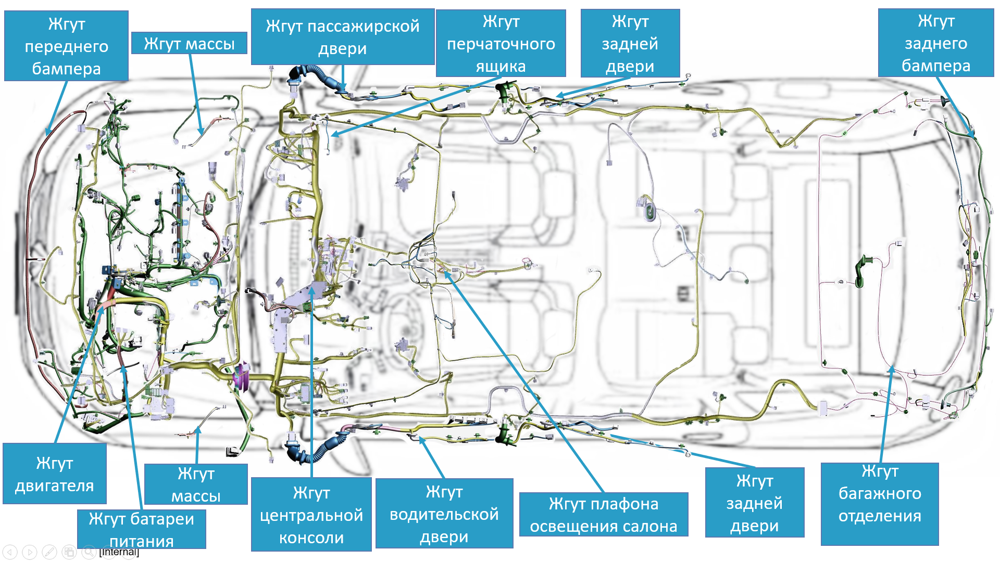 Жгут
переднего
бампера
Жгут массы
Жгут пассажирской
двери
Жгут
перчаточного
ящика
Жгут
задней
двери
Жгут
заднего
бампера
Жгут
двигателя
Жгут батареи
питания
Жгут
массы
Жгут
центральной
консоли
Жгут
водительской
двери
Жгут плафона
освещения салона
Жгут
задней
двери
Жгут
багажного
отделения
[Internal]